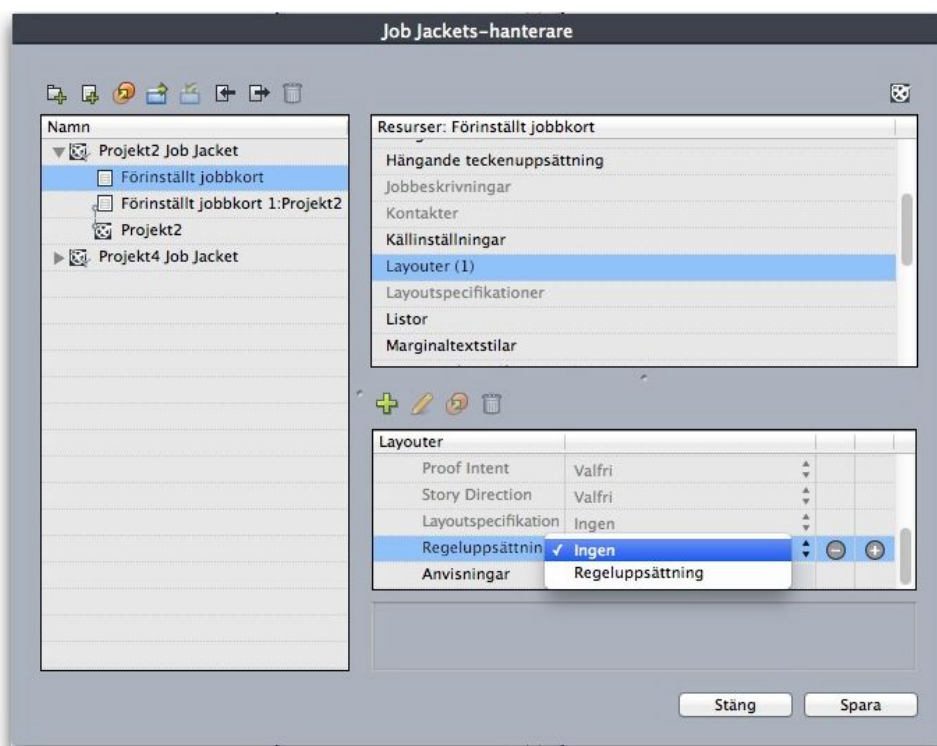 Job Jackets-hanterare
Namn
Projekt2 Job Jacket
Förinställt jobbkort
Förinställt jobbkort 1:Projekt2
Projekt2
Projekt4 Job Jacket
Resurser: Förinställt jobbkort
Hängande teckenuppsättning
Jobbeskrivningar
Kontakter
Källinställningar
Layouter (1)
Layoutspecifikationer
Listor
Marginaltextstilar
Layouter
Proof Intent Valfri
Story Direction Valfri
Layoutspecifikation Ingen
Regeluppsättnin ✓ Ingen
Anvisningar Regeluppsättning
Stäng Spara